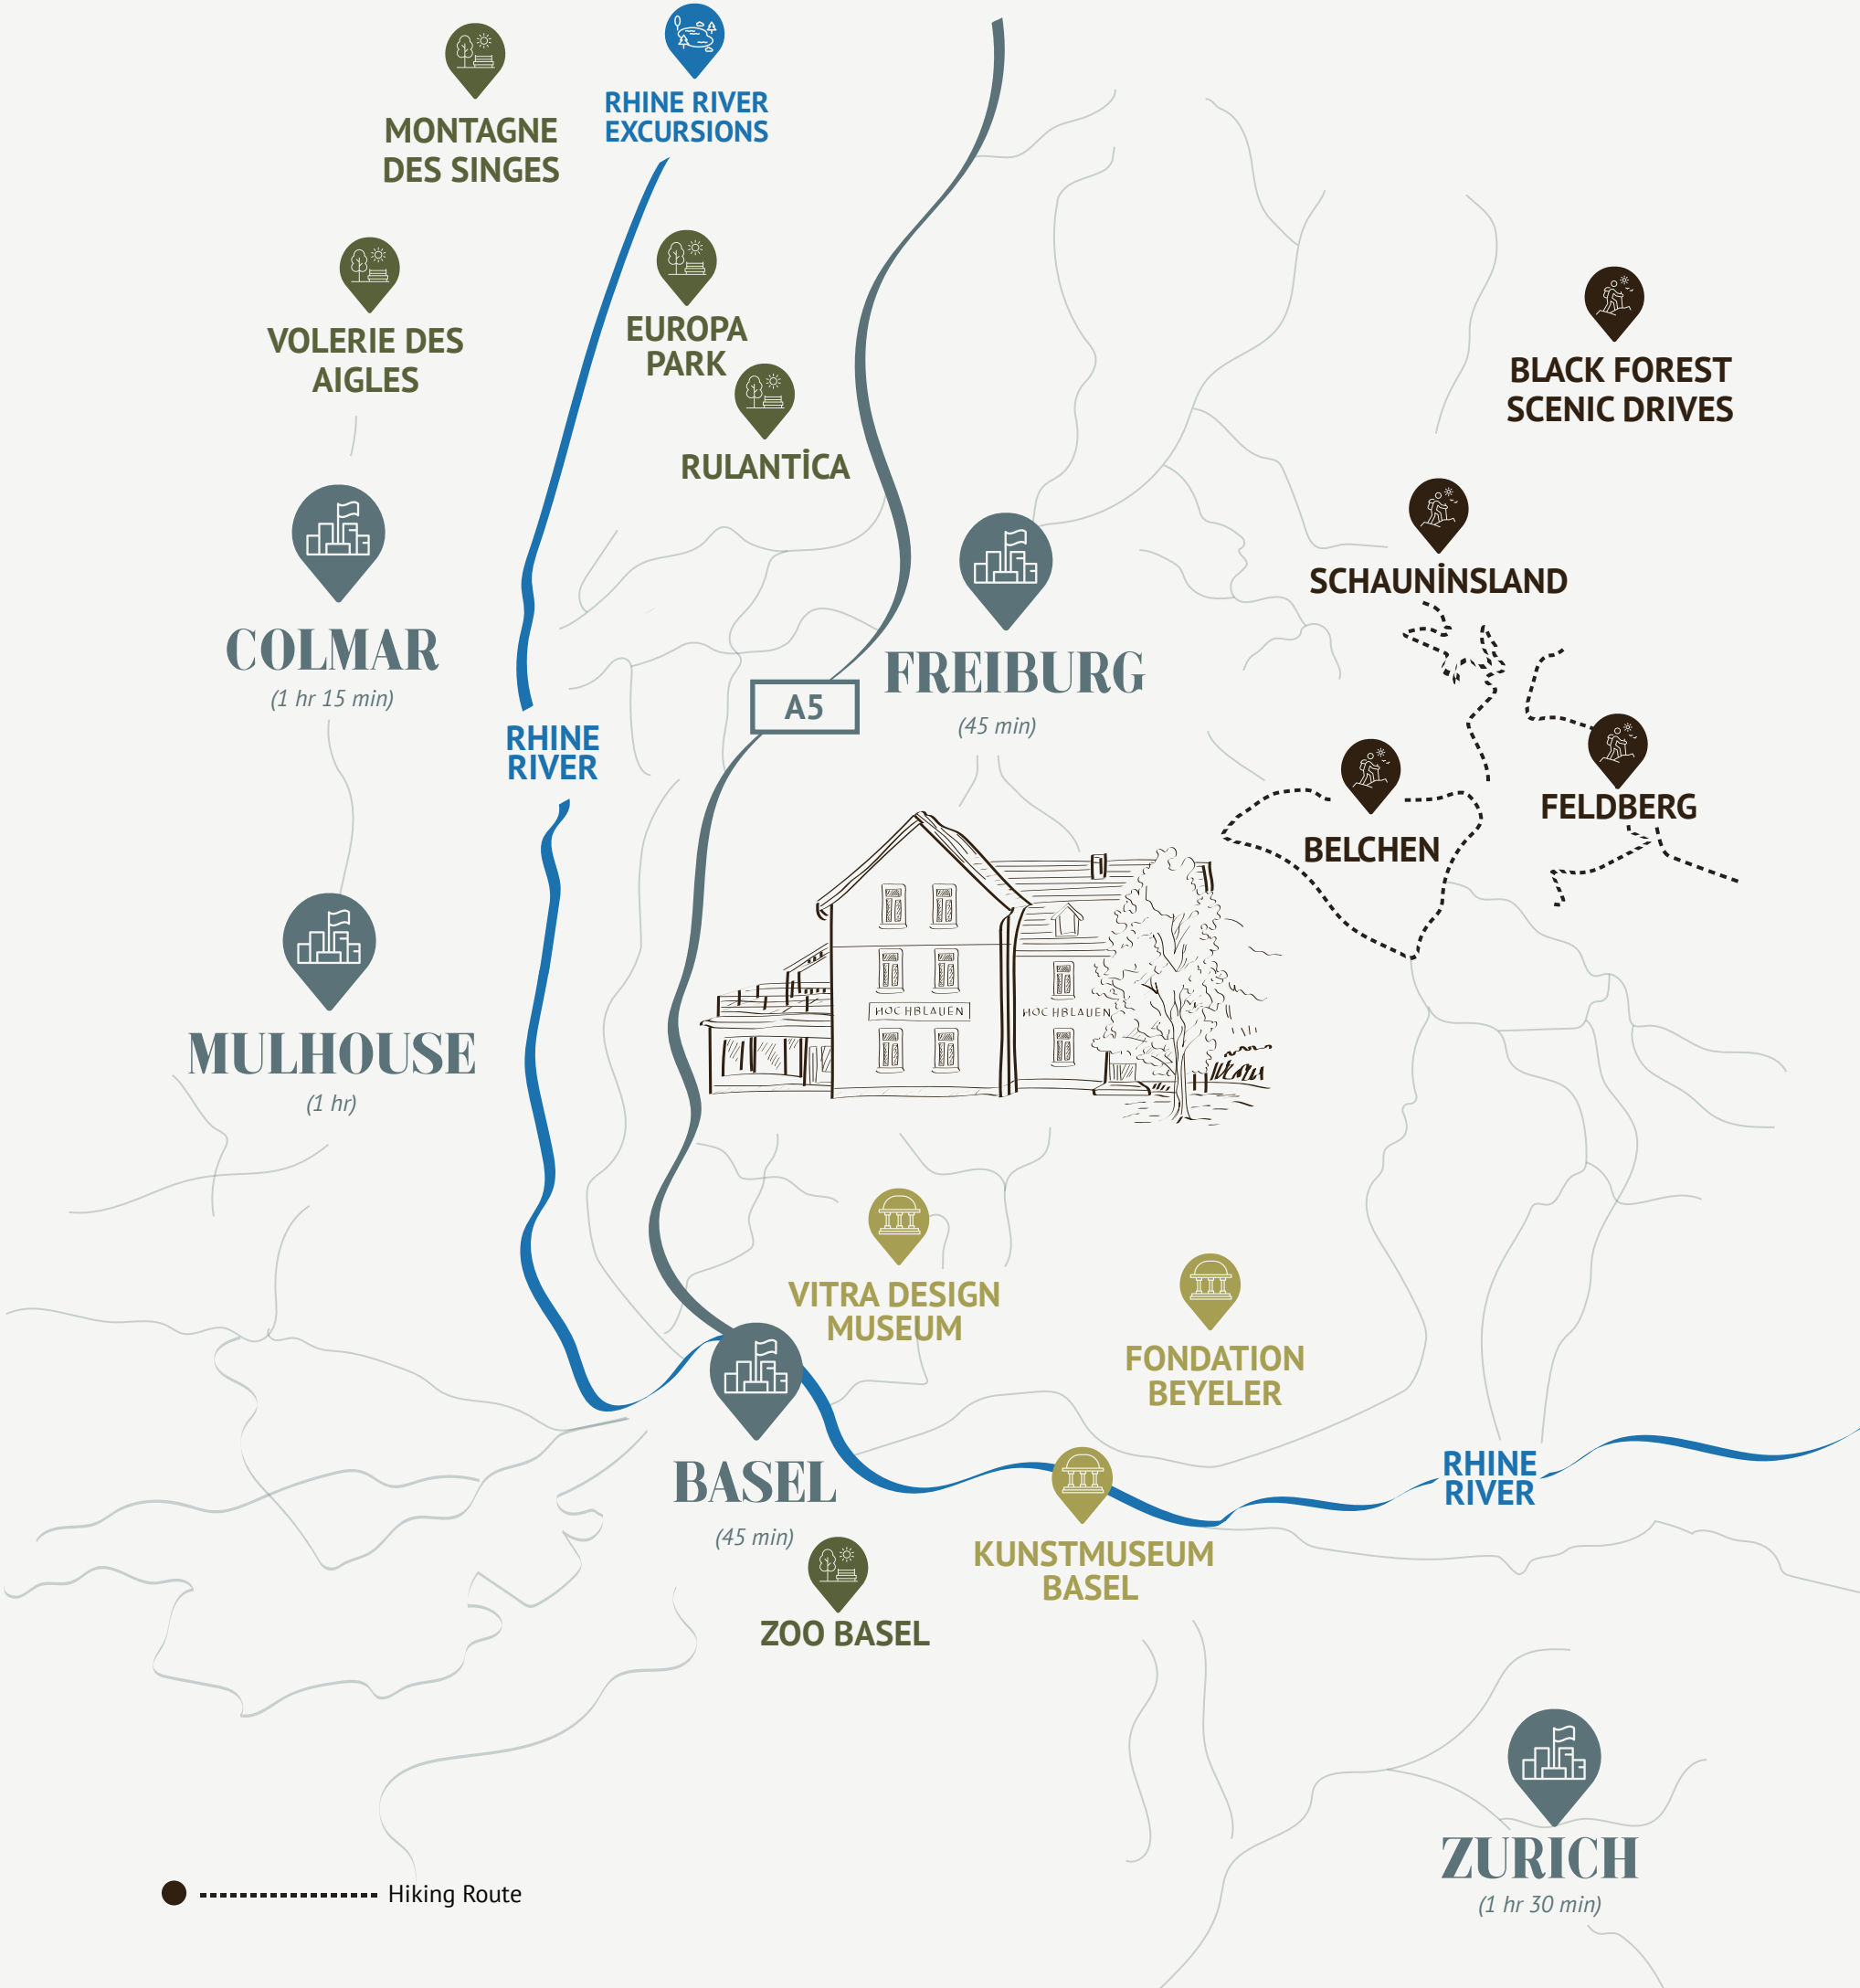 MONTAGNE
DES SINGES
RHINE RIVER
EXCURSIONS
VOLERIE DES
AIGLES
EUROPA
PARK
RULANTİCA
BLACK FOREST
SCENIC DRIVES
SCHAUNİNSLAND
COLMAR
(1 hr 15 min)
FREIBURG
(45 min)
A5
RHINE
RIVER
FELDBERG
BELCHEN
HOCHBLAUEN
HOCHBLAUEN
MULHOUSE
(1 hr)
VITRA DESIGN
MUSEUM
FONDATION
BEYELER
BASEL
(45 min)
RHINE
RIVER
KUNSTMUSEUM
BASEL
ZOO BASEL
ZURICH
(1 hr 30 min)
Hiking Route